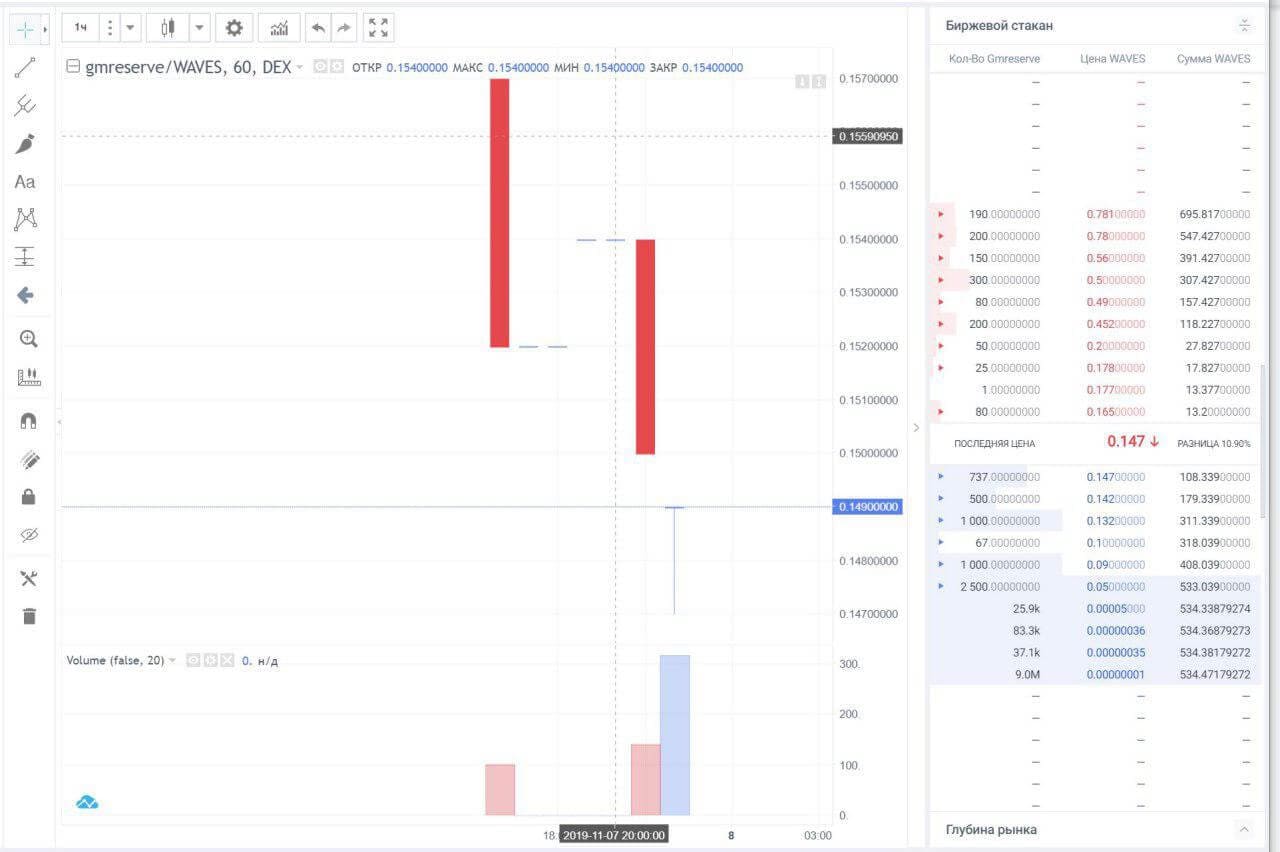 1ч
gmreserve/WAVES, 60, DEX ОТКР 0.15400000 МАКС 0.15400000 МИН 0.15400000 ЗАКР 0.15400000
Aa
0.15700000
0.15590950
0.15500000
0.15400000
0.15300000
0.15200000
0.15100000
0.15000000
0.14900000
0.14800000
0.14700000
Volume (false, 20) 0. н/д
300.
200.
100.
0.
18: 2019-11-07 20:00:00 8 03:00
Биржевой стакан
Кол-Во Gmreserve Цена WAVES Сумма WAVES
– – –
– – –
– – –
– – –
– – –
– – –
190.00000000 0.78100000 695.81700000
200.00000000 0.78000000 547.42700000
150.00000000 0.56000000 391.42700000
300.00000000 0.50000000 307.42700000
80.00000000 0.49000000 157.42700000
200.00000000 0.45200000 118.22700000
50.00000000 0.20000000 27.82700000
25.00000000 0.17800000 17.82700000
1.00000000 0.17700000 13.37700000
80.00000000 0.16500000 13.20000000
ПОСЛЕДНЯЯ ЦЕНА 0.147 ↓ РАЗНИЦА 10.90%
737.00000000 0.14700000 108.33900000
500.00000000 0.14200000 179.33900000
1 000.00000000 0.13200000 311.33900000
67.00000000 0.10000000 318.03900000
1 000.00000000 0.09000000 408.03900000
2 500.00000000 0.05000000 533.03900000
25.9k 0.00005000 534.33879274
83.3k 0.00000036 534.36879273
37.1k 0.00000035 534.38179272
9.0M 0.00000001 534.47179272
– – –
– – –
– – –
– – –
– – –
– – –
Глубина рынка